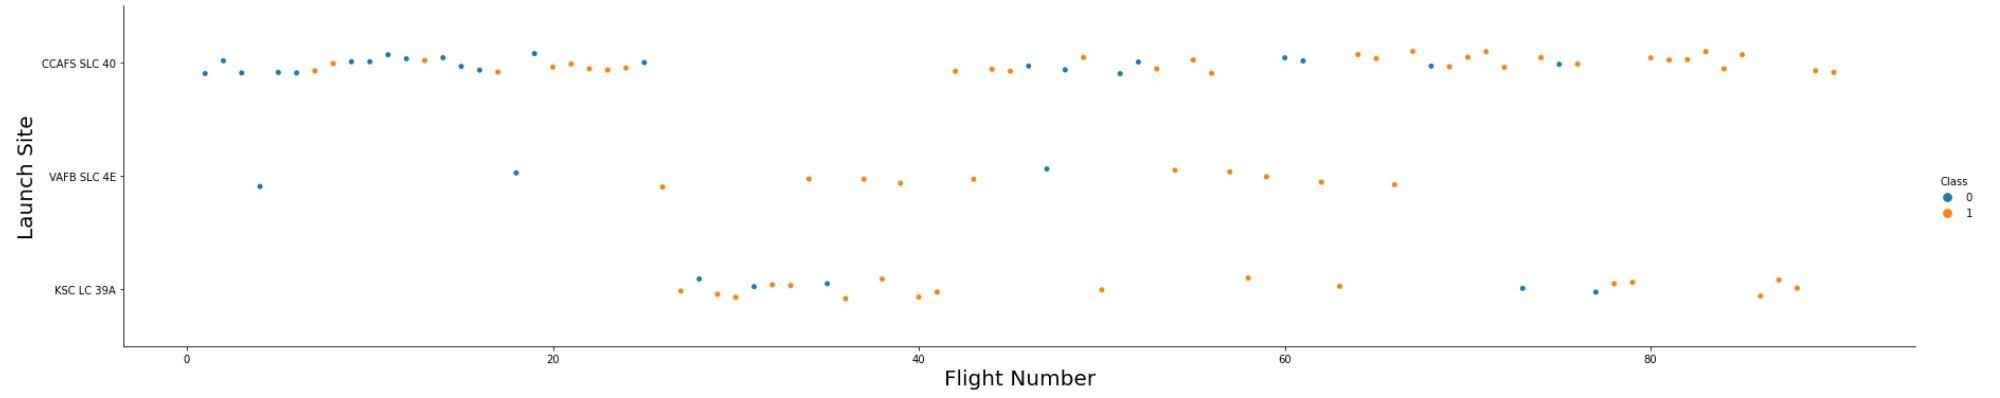 CCAFS SLC 40
VAFB SLC 4E
KSC LC 39A
Launch Site
0 20 40 60 80
Flight Number
Class
0
1